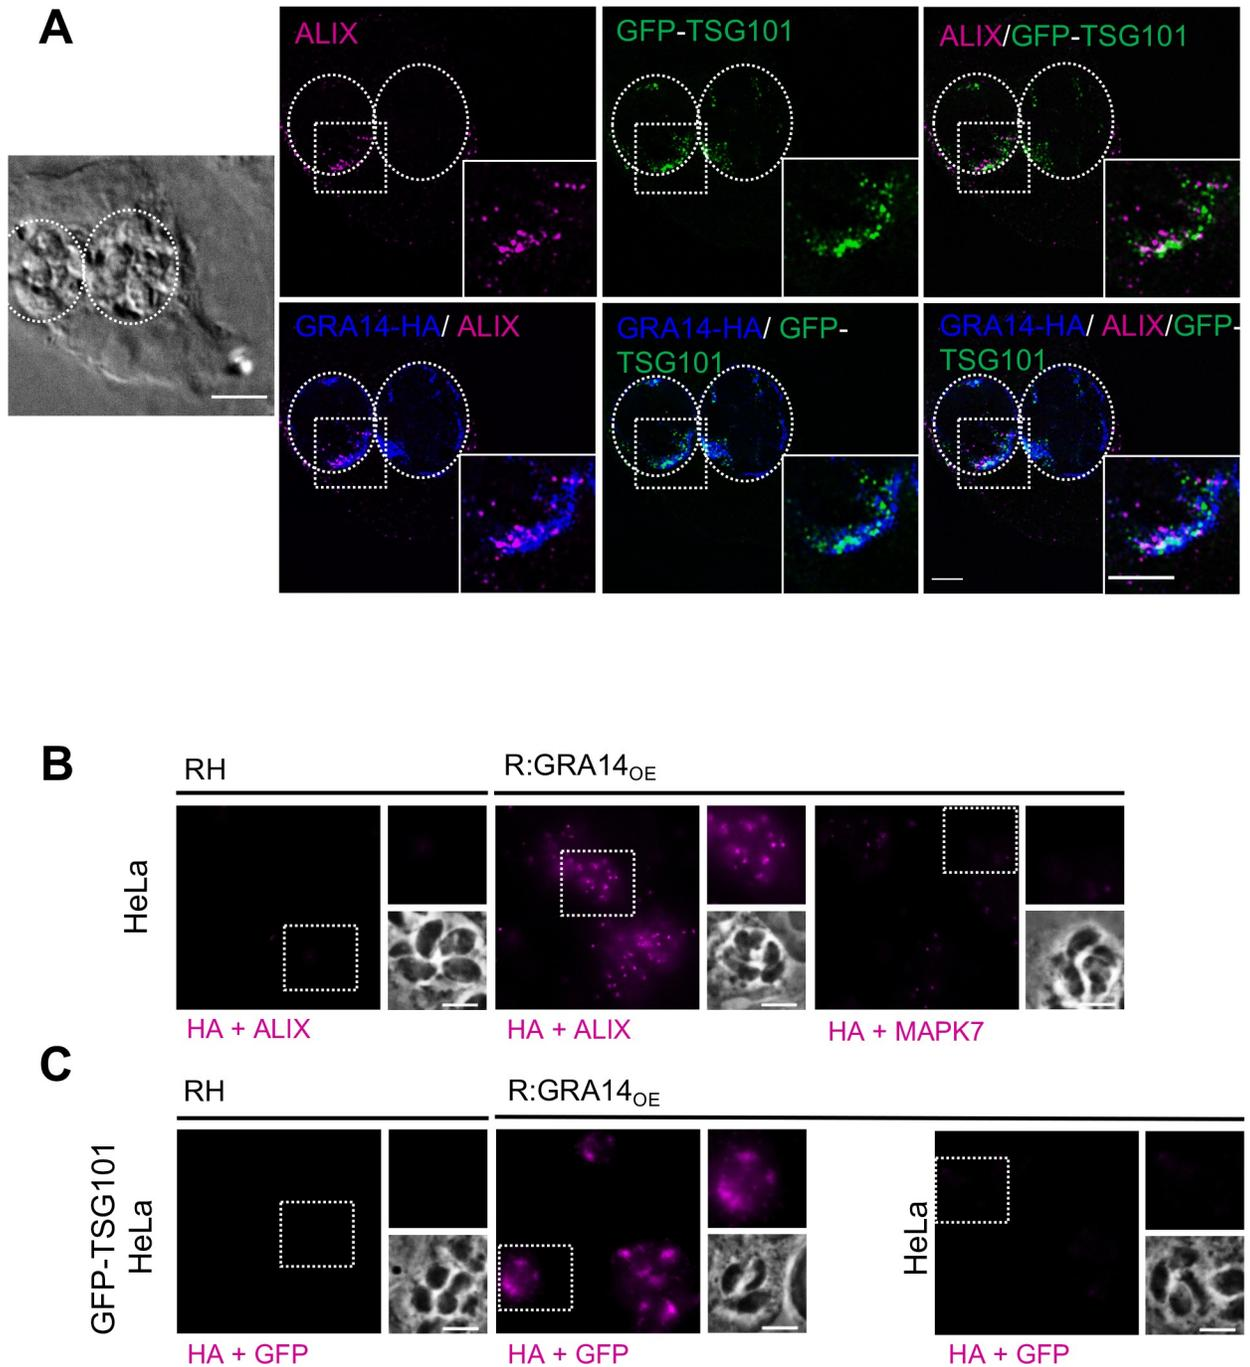 A
ALIX
GFP-TSG101
ALIX/GFP-TSG101
GRA14-HA/ ALIX
GRA14-HA/ GFP-
TSG101
GRA14-HA/ ALIX/GFP-
TSG101
B
RH
R:GRA14OE
HeLa
HA + ALIX
HA + ALIX
HA + MAPK7
C
RH
R:GRA14OE
GFP-TSG101
HeLa
HeLa
HA + GFP
HA + GFP
HA + GFP